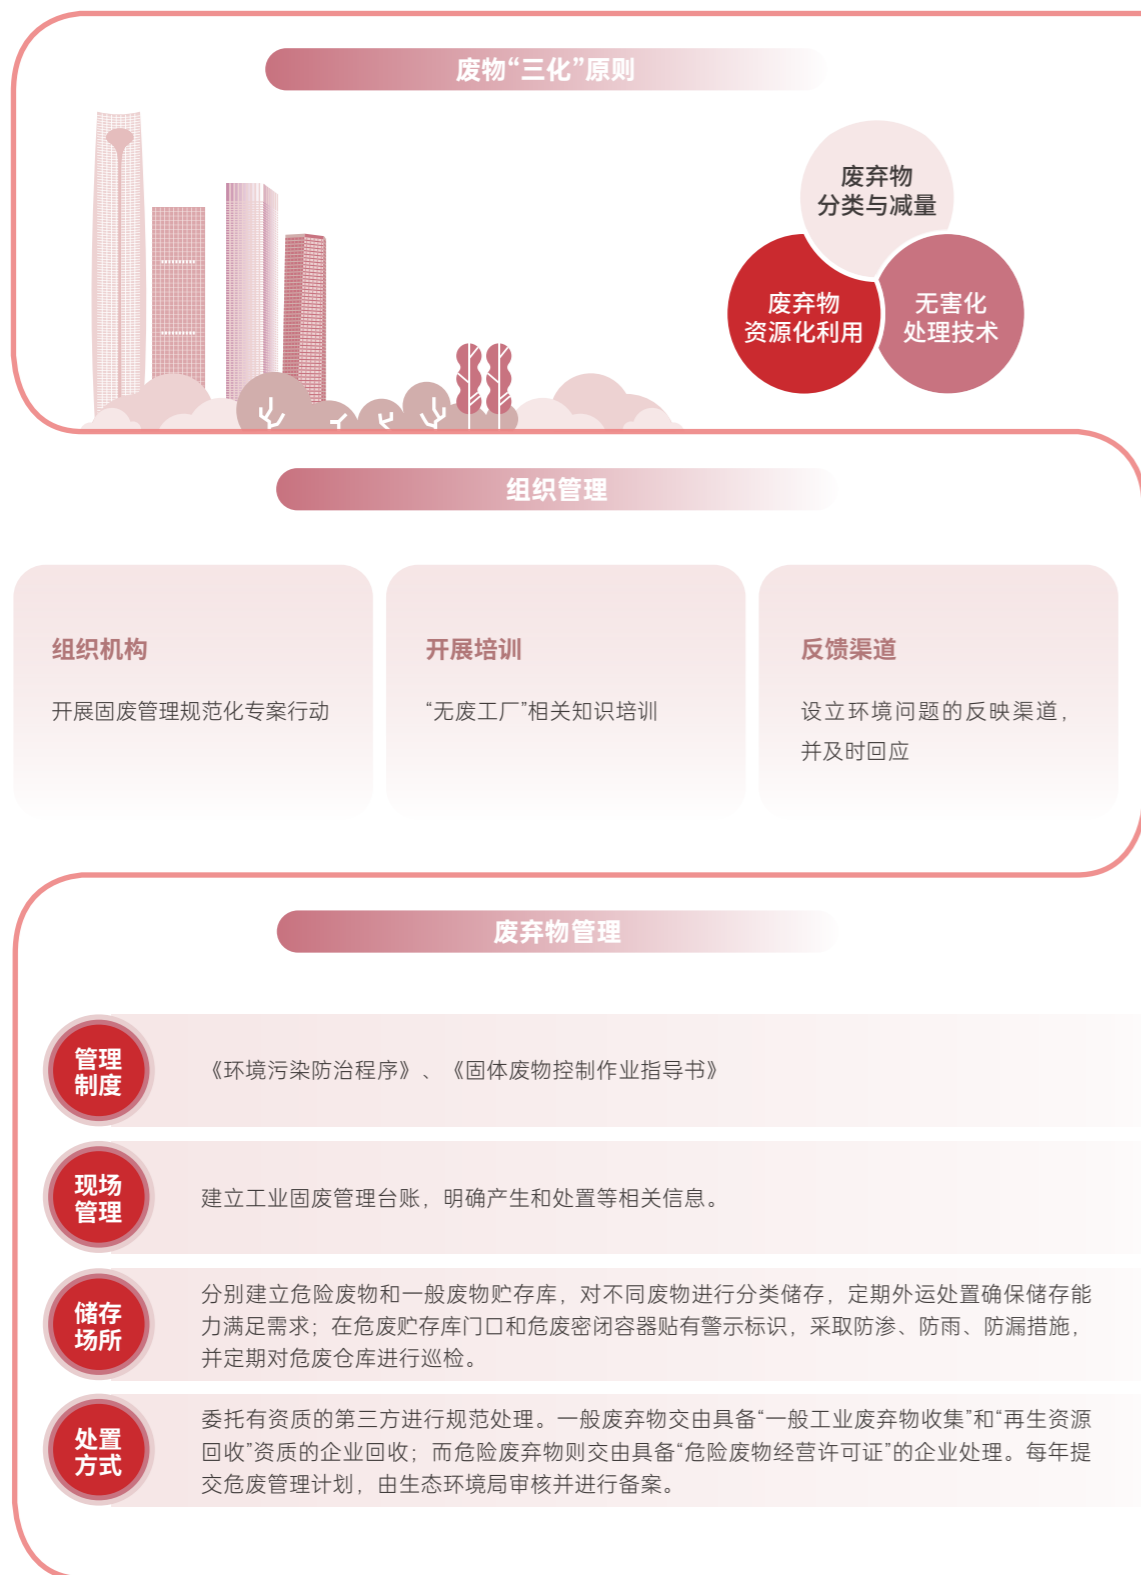 废物“三化”原则
废弃物
分类与减量
废弃物
资源化利用
无害化
处理技术
组织管理
组织机构
开展固废管理规范化专案行动
开展培训
“无废工厂”相关知识培训
反馈渠道
设立环境问题的反映渠道，
并及时回应
废弃物管理
管理
制度
《环境污染防治程序》、《固体废物控制作业指导书》
现场
管理
建立工业固废管理台账，明确产生和处置等相关信息。
储存
场所
分别建立危险废物和一般废物贮存库，对不同废物进行分类储存，定期外运处置确保储存能
力满足需求；在危废贮存库门口和危废密闭容器贴有警示标识，采取防渗、防雨、防漏措施，
并定期对危废仓库进行巡检。
处置
方式
委托有资质的第三方进行规范处理。一般废弃物交由具备“一般工业废弃物收集”和“再生资源
回收”资质的企业回收；而危险废弃物则交由具备“危险废物经营许可证”的企业处理。每年提
交危废管理计划，由生态环境局审核并进行备案。